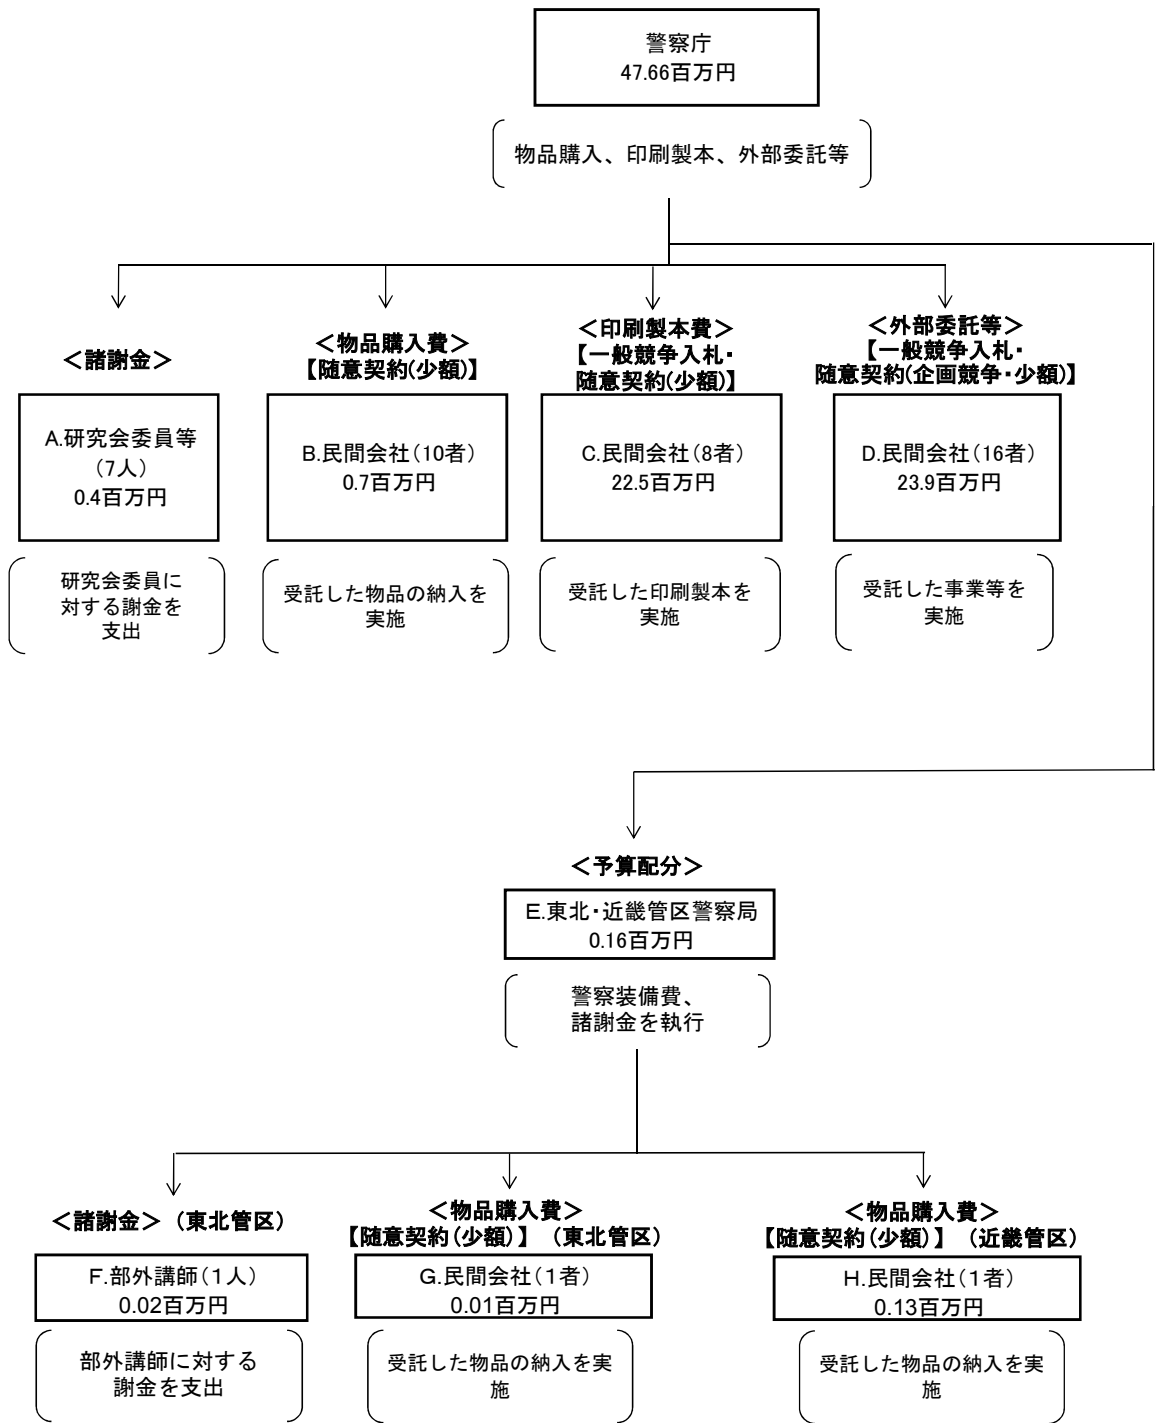 警察庁
47.66百万円
物品購入、印刷製本、外部委託等
＜諸謝金＞
＜物品購入費＞
【随意契約(少額)】
＜印刷製本費＞
【一般競争入札・
随意契約(少額)】
＜外部委託等＞
【一般競争入札・
随意契約(企画競争・少額)】
A.研究会委員等
（7人）
0.4百万円
B.民間会社（10者）
0.7百万円
C.民間会社（8者）
22.5百万円
D.民間会社（16者）
23.9百万円
研究会委員に
対する謝金を
支出
受託した物品の納入を
実施
受託した印刷製本を
実施
受託した事業等を
実施
＜予算配分＞
E.東北・近畿管区警察局
0.16百万円
警察装備費、
諸謝金を執行
＜諸謝金＞（東北管区）
＜物品購入費＞
【随意契約(少額)】（東北管区）
＜物品購入費＞
【随意契約(少額)】（近畿管区）
F.部外講師（１人）
0.02百万円
G.民間会社（１者）
0.01百万円
H.民間会社（１者）
0.13百万円
部外講師に対する
謝金を支出
受託した物品の納入を実
施
受託した物品の納入を実
施